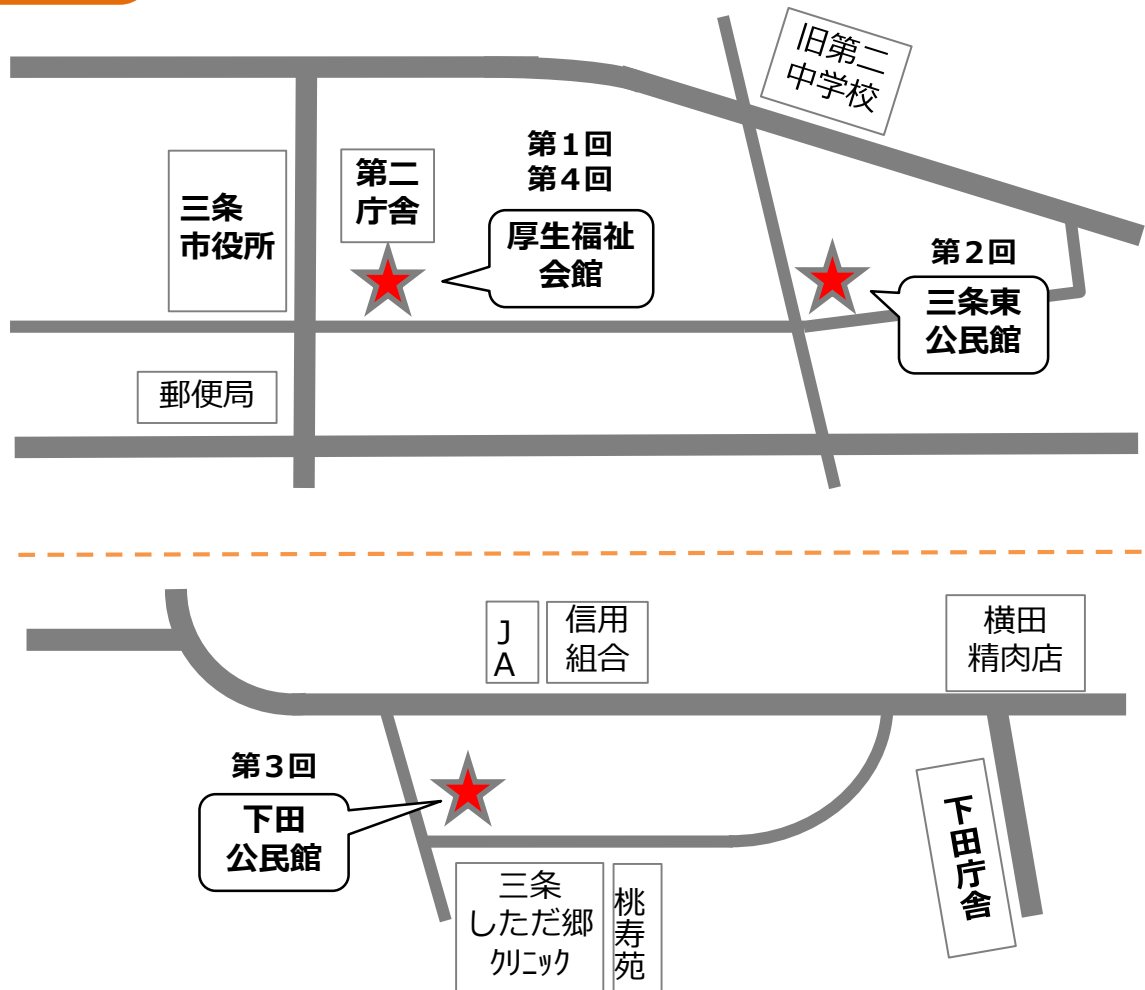 旧第二
中学校
第１回
第４回
第二
庁舎
三条
市役所
厚生福祉
会館
第２回
三条東
公民館
郵便局
Ｊ
Ａ
信用
組合
横田
精肉店
第３回
下田
公民館
下田庁舎
三条
しただ郷
ｸﾘﾆｯｸ
桃寿苑